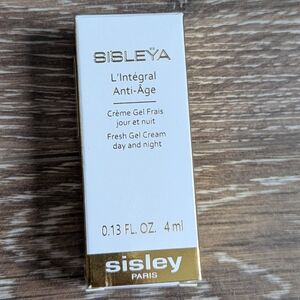 SISLEŸA
L'Intégral
Anti-Âge
Crème Gel Frais
jour et nuit
Fresh Gel Cream
day and night
0.13 FL. OZ. 4 ml
sisley
PARIS